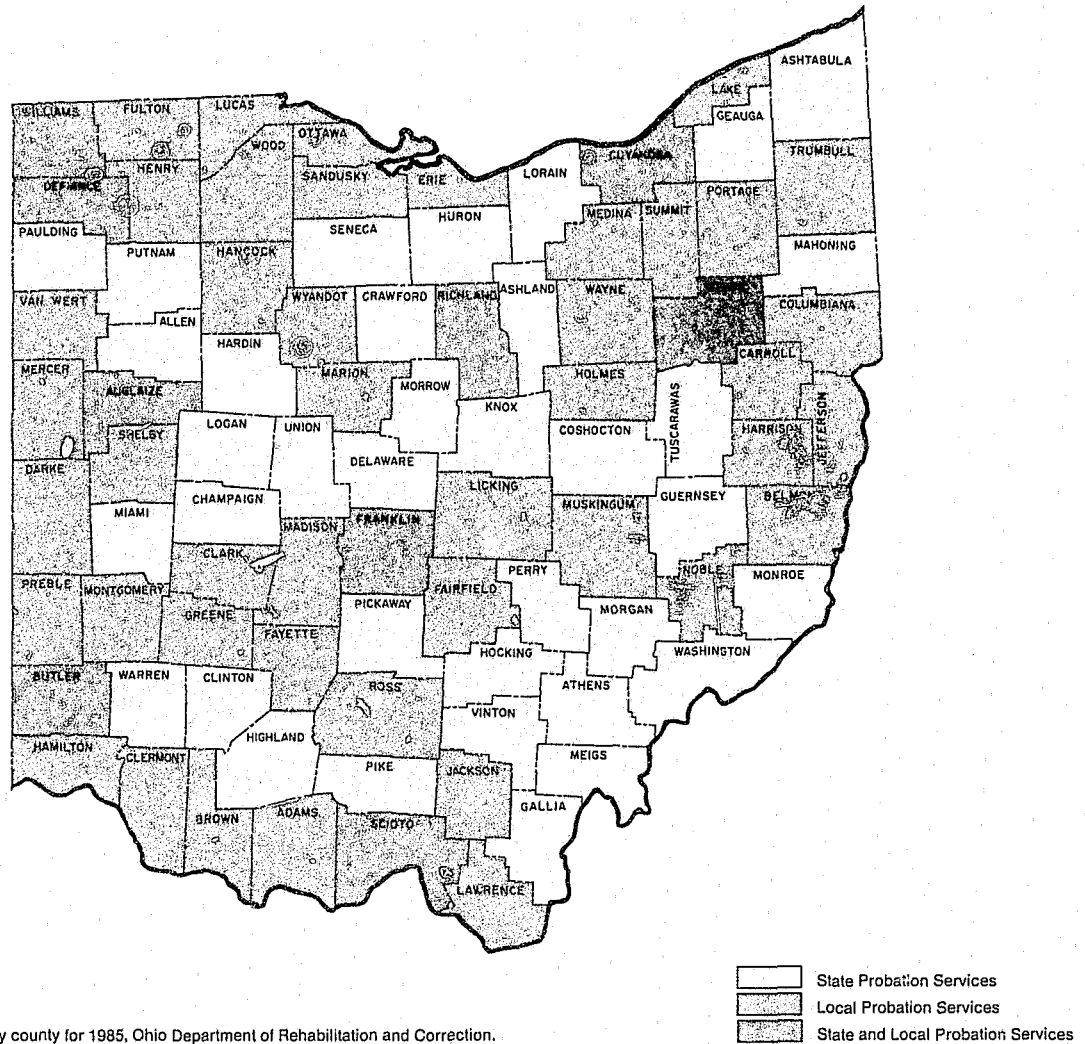 ASHTABULA
LAKE
GEAUGA
WILLIAMS
FULTON
LUCAS
OTTAWA
WOOD
CUYAHOGA
TRUMBULL
HENRY
SANDUSKY
ERIE
LORAIN
DEFIANCE
PORTAGE
MEDINA
SUMMIT
HURON
PAULDING
SENECA
MAHONING
PUTNAM
HANCOCK
VAN WERT
WYANDOT
CRAWFORD
RICHLAND
ASHLAND
WAYNE
COLUMBIANA
ALLEN
HARDIN
CARROLL
MERCER
MARION
HOLMES
AUGLAIZE
MORROW
KNOX
TUSCARAWAS
JEFFERSON
LOGAN
UNION
COSHOCTON
HARRISON
SHELBY
DELAWARE
DARKE
LICKING
CHAMPAIGN
GUERNSEY
MUSKINGUM
MIAMI
FRANKLIN
MADISON
CLARK
PERRY
NOBLE
MONROE
PREBLE
MONTGOMERY
FAIRFIELD
PICKAWAY
MORGAN
GREENE
FAYETTE
HOCKING
WASHINGTON
BUTLER
WARREN
CLINTON
ROSS
ATHENS
VINTON
HIGHLAND
HAMILTON
CLERMONT
MEIGS
PIKE
JACKSON
GALLIA
BROWN
ADAMS
SCIOTO
LAWRENCE
State Probation Services
Local Probation Services
State and Local Probation Services
y county for 1985, Ohio Department of Rehabilitation and Correction.